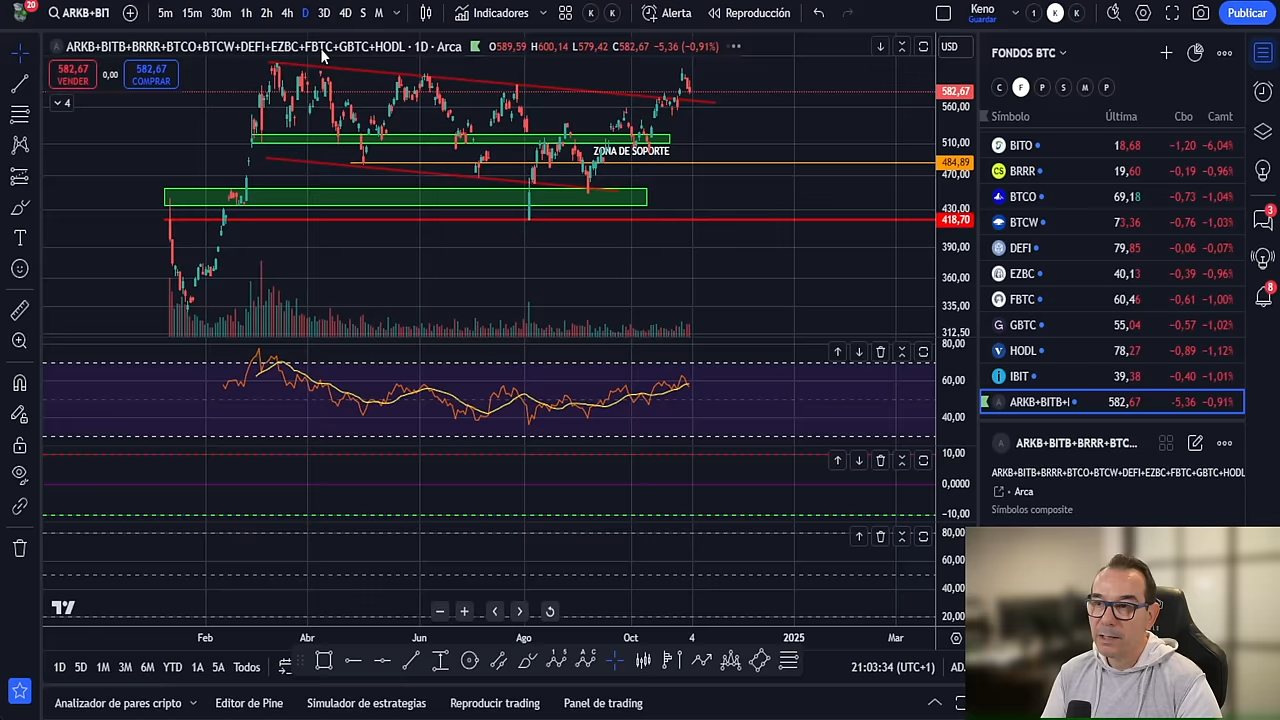 20
ARKB+BIT
5m 15m 30m 1h 2h 4h D 3D 4D S M
Indicadores
K K
Alerta
Reproducción
Keno
Guardar
1 K K
Publicar
ARKB+BITB+BRRR+BTCO+BTCW+DEFI+EZBC+FBTC+GBTC+HODL · 1D · Arca
O589,59 H600,14 L579,42 C582,67 -5,36 (-0,91%)
USD
582,67
VENDER
0,00
582,67
COMPRAR
4
ZONA DE SOPORTE
582,67
560,00
510,00
484,89
470,00
430,00
418,70
390,00
360,00
335,00
312,50
80,00
60,00
40,00
10,00
0,0000
-10,00
80,00
60,00
40,00
20,00
Feb Abr Jun Ago Oct 4 2025 Mar
1D 5D 1M 3M 6M YTD 1A 5A Todos
21:03:34 (UTC+1)
Analizador de pares cripto
Editor de Pine
Simulador de estrategias
Reproducir trading
Panel de trading
FONDOS BTC
C F P S M P
Símbolo Última Cbo Camt
BITO 18,68 -1,20 -6,04%
BRRR 19,60 -0,19 -0,96%
BTCO 69,18 -0,73 -1,04%
BTCW 73,36 -0,76 -1,03%
DEFI 79,85 -0,06 -0,07%
EZBC 40,13 -0,39 -0,96%
FBTC 60,46 -0,61 -1,00%
GBTC 55,04 -0,57 -1,02%
HODL 78,27 -0,89 -1,12%
IBIT 39,38 -0,40 -1,01%
ARKB+BITB+I 582,67 -5,36 -0,91%
ARKB+BITB+BRRR+BTC...
ARKB+BITB+BRRR+BTCO+BTCW+DEFI+EZBC+FBTC+GBTC+HODL
Arca
Símbolos composite
3
8